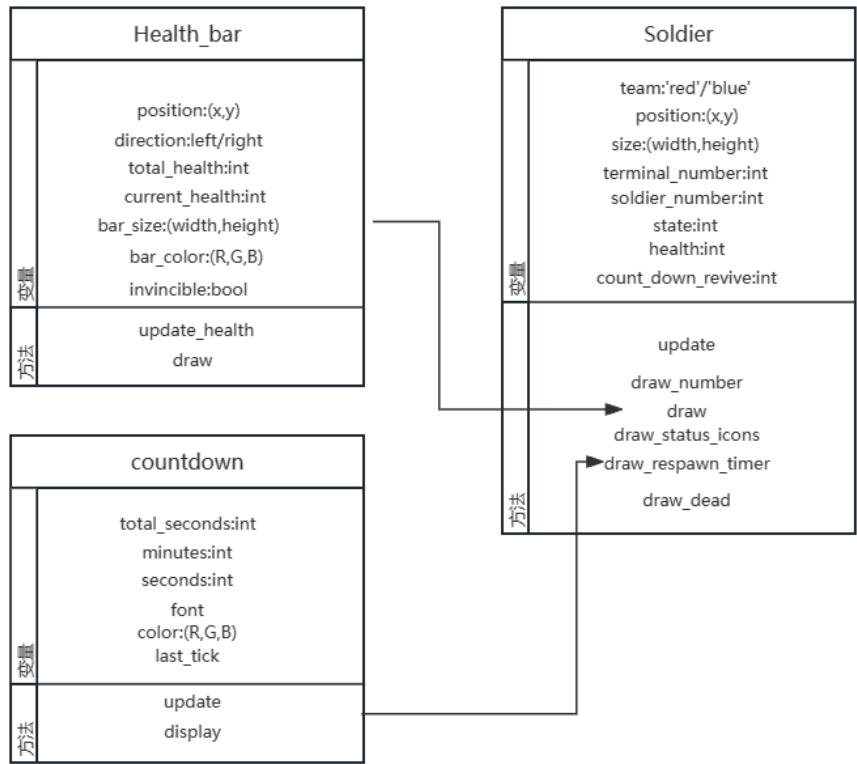 Health_bar
变量
position:(x,y)
direction:left/right
total_health:int
current_health:int
bar_size:(width,height)
bar_color:(R,G,B)
invincible:bool
方法
update_health
draw
countdown
变量
total_seconds:int
minutes:int
seconds:int
font
color:(R,G,B)
last_tick
方法
update
display
Soldier
变量
team:'red'/'blue'
position:(x,y)
size:(width,height)
terminal_number:int
soldier_number:int
state:int
health:int
count_down_revive:int
方法
update
draw_number
draw
draw_status_icons
draw_respawn_timer
draw_dead